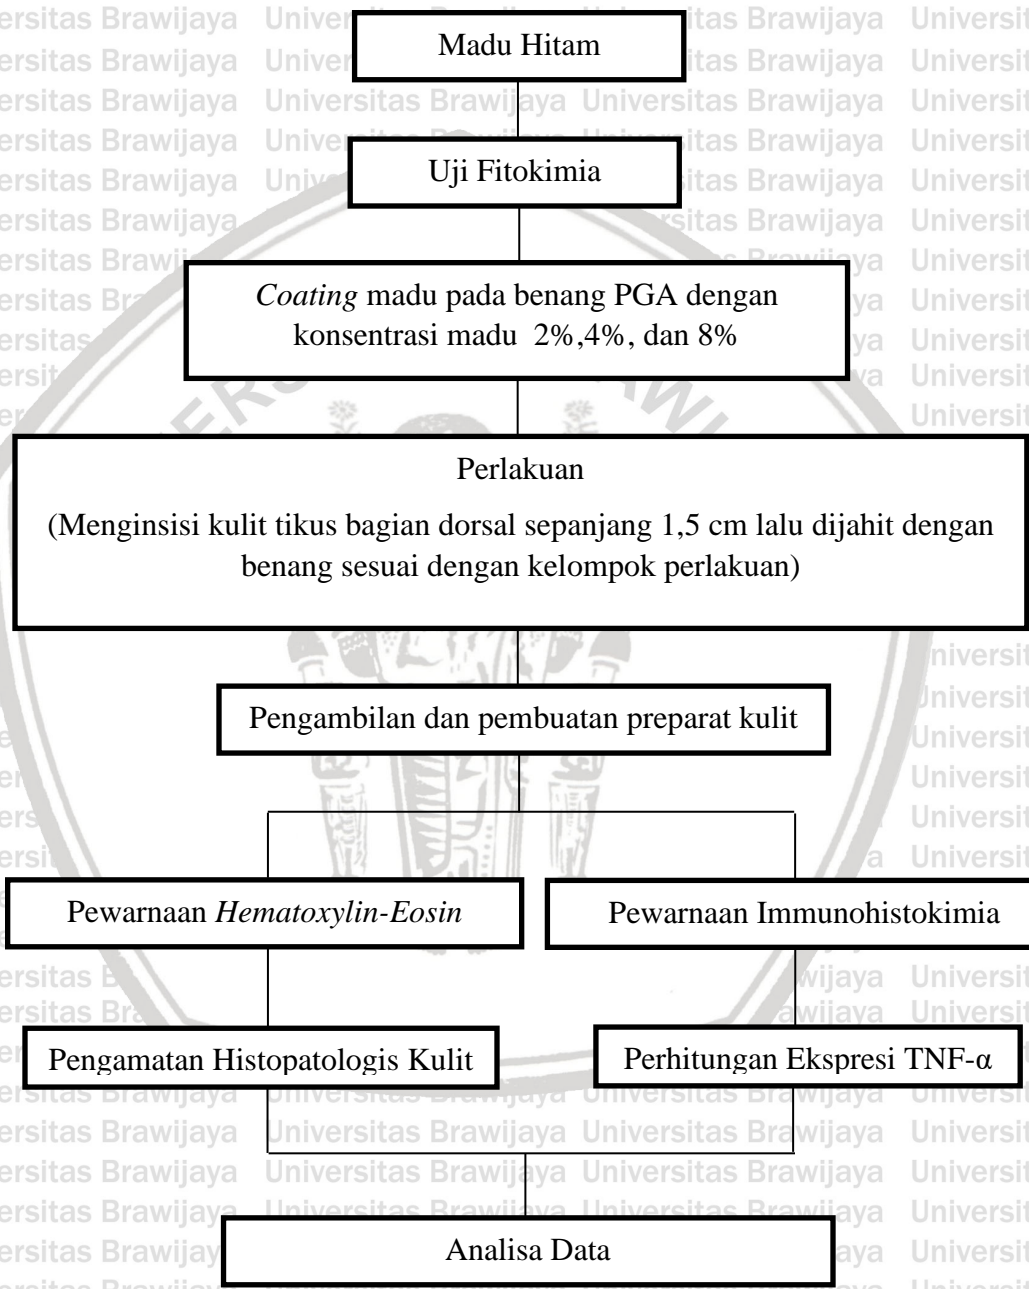 Madu Hitam
Uji Fitokimia
Coating madu pada benang PGA dengan
konsentrasi madu 2%,4%, dan 8%
Perlakuan
(Menginsisi kulit tikus bagian dorsal sepanjang 1,5 cm lalu dijahit dengan
benang sesuai dengan kelompok perlakuan)
Pengambilan dan pembuatan preparat kulit
Pewarnaan Hematoxylin-Eosin
Pewarnaan Immunohistokimia
Pengamatan Histopatologis Kulit
Perhitungan Ekspresi TNF-α
Analisa Data